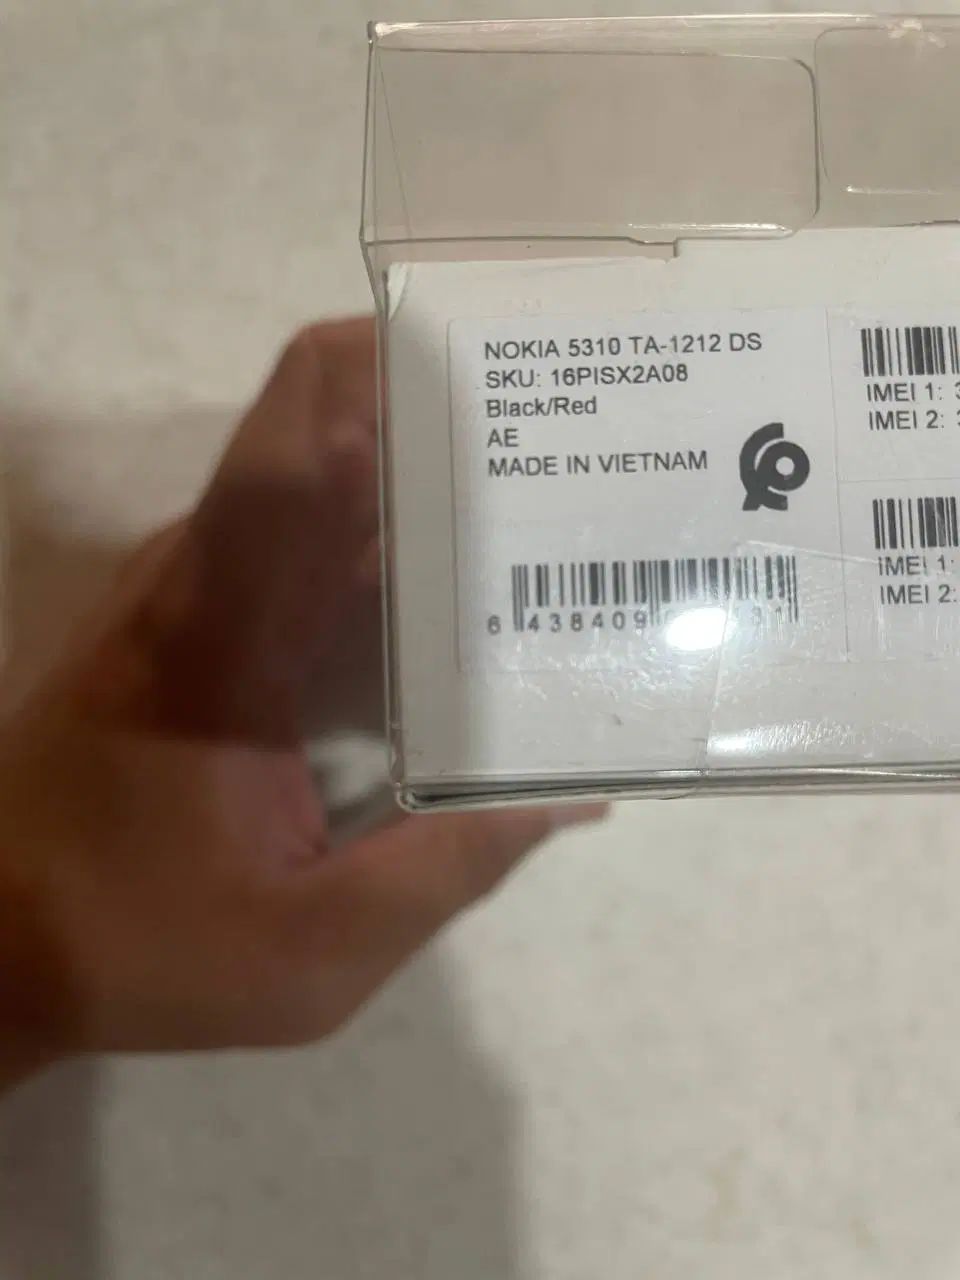 NOKIA 5310 TA-1212 DS
SKU: 16PISX2A08
Black/Red
AE
MADE IN VIETNAM
6 438409
IMEI 1:
IMEI 2:
IMEI 1:
IMEI 2: